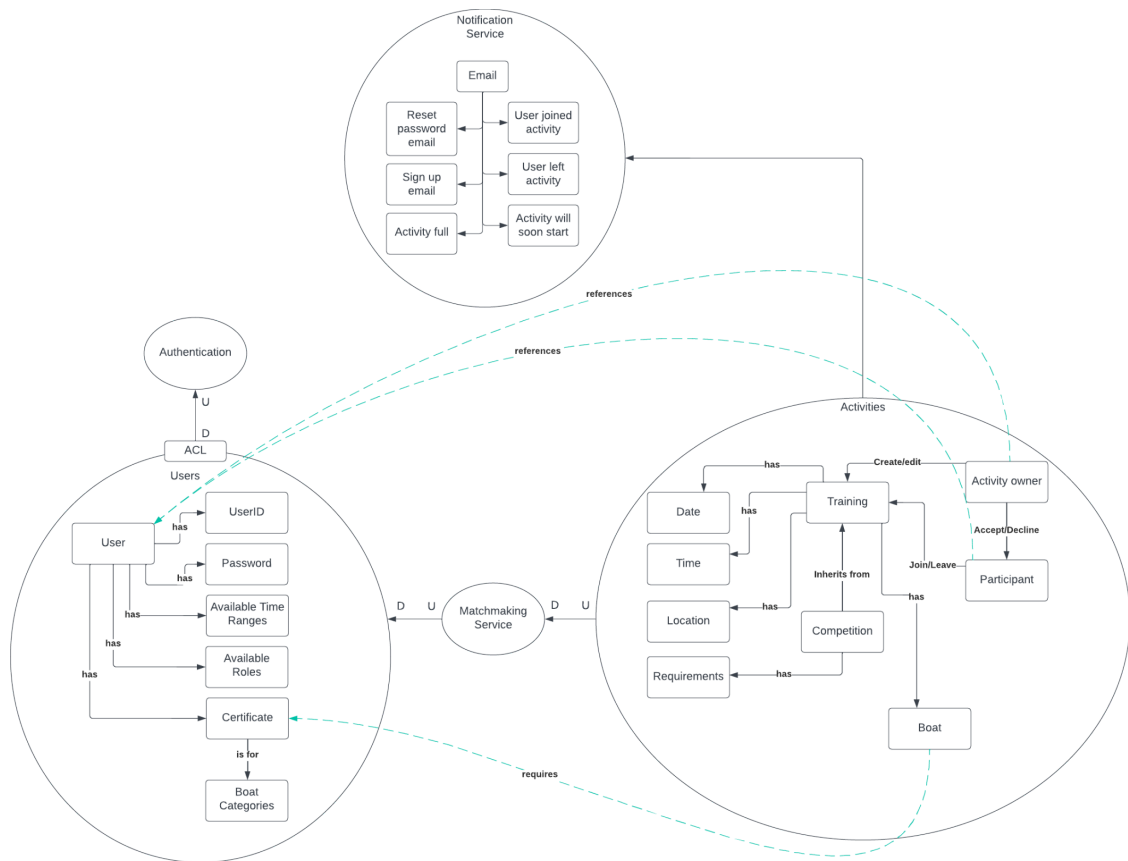 Notification
Service
Email
Reset
password
email
User joined
activity
Sign up
email
User left
activity
Activity full
Activity will
soon start
references
references
Authentication
U
D
ACL
Users
User
has
UserID
has
Password
has
Available Time
Ranges
has
Available
Roles
has
Certificate
is for
Boat
Categories
D
U
Matchmaking
Service
D
U
Activities
has
Create/edit
Activity owner
Date
Training
has
Accept/Decline
Time
Join/Leave
Participant
Inherits from
has
Location
has
Competition
Requirements
has
Boat
requires